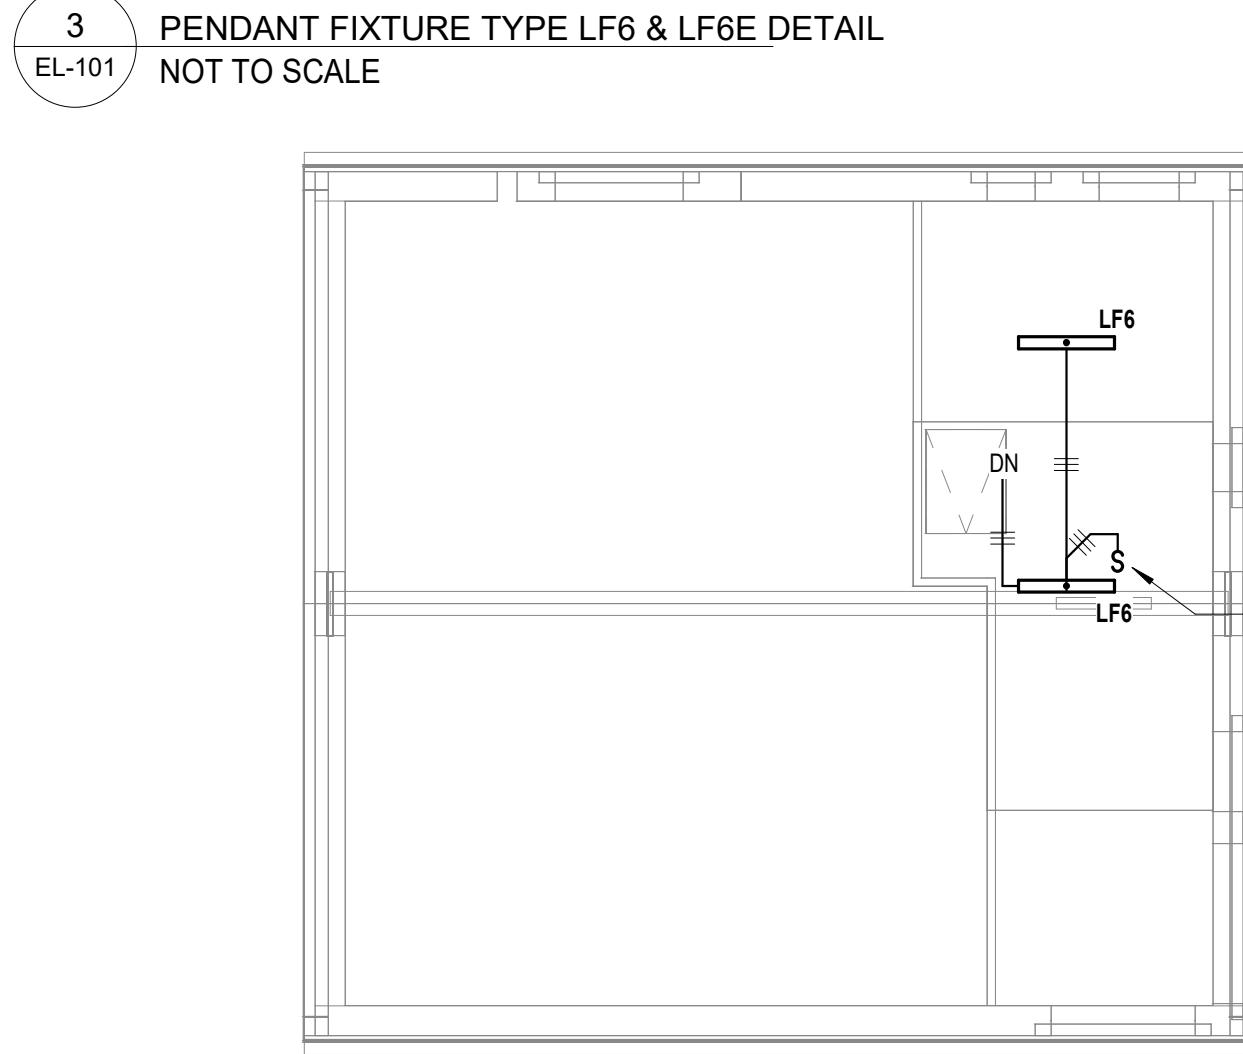 3
EL-101
PENDANT FIXTURE TYPE LF6 & LF6E DETAIL
NOT TO SCALE
LF6
DN
S
LF6